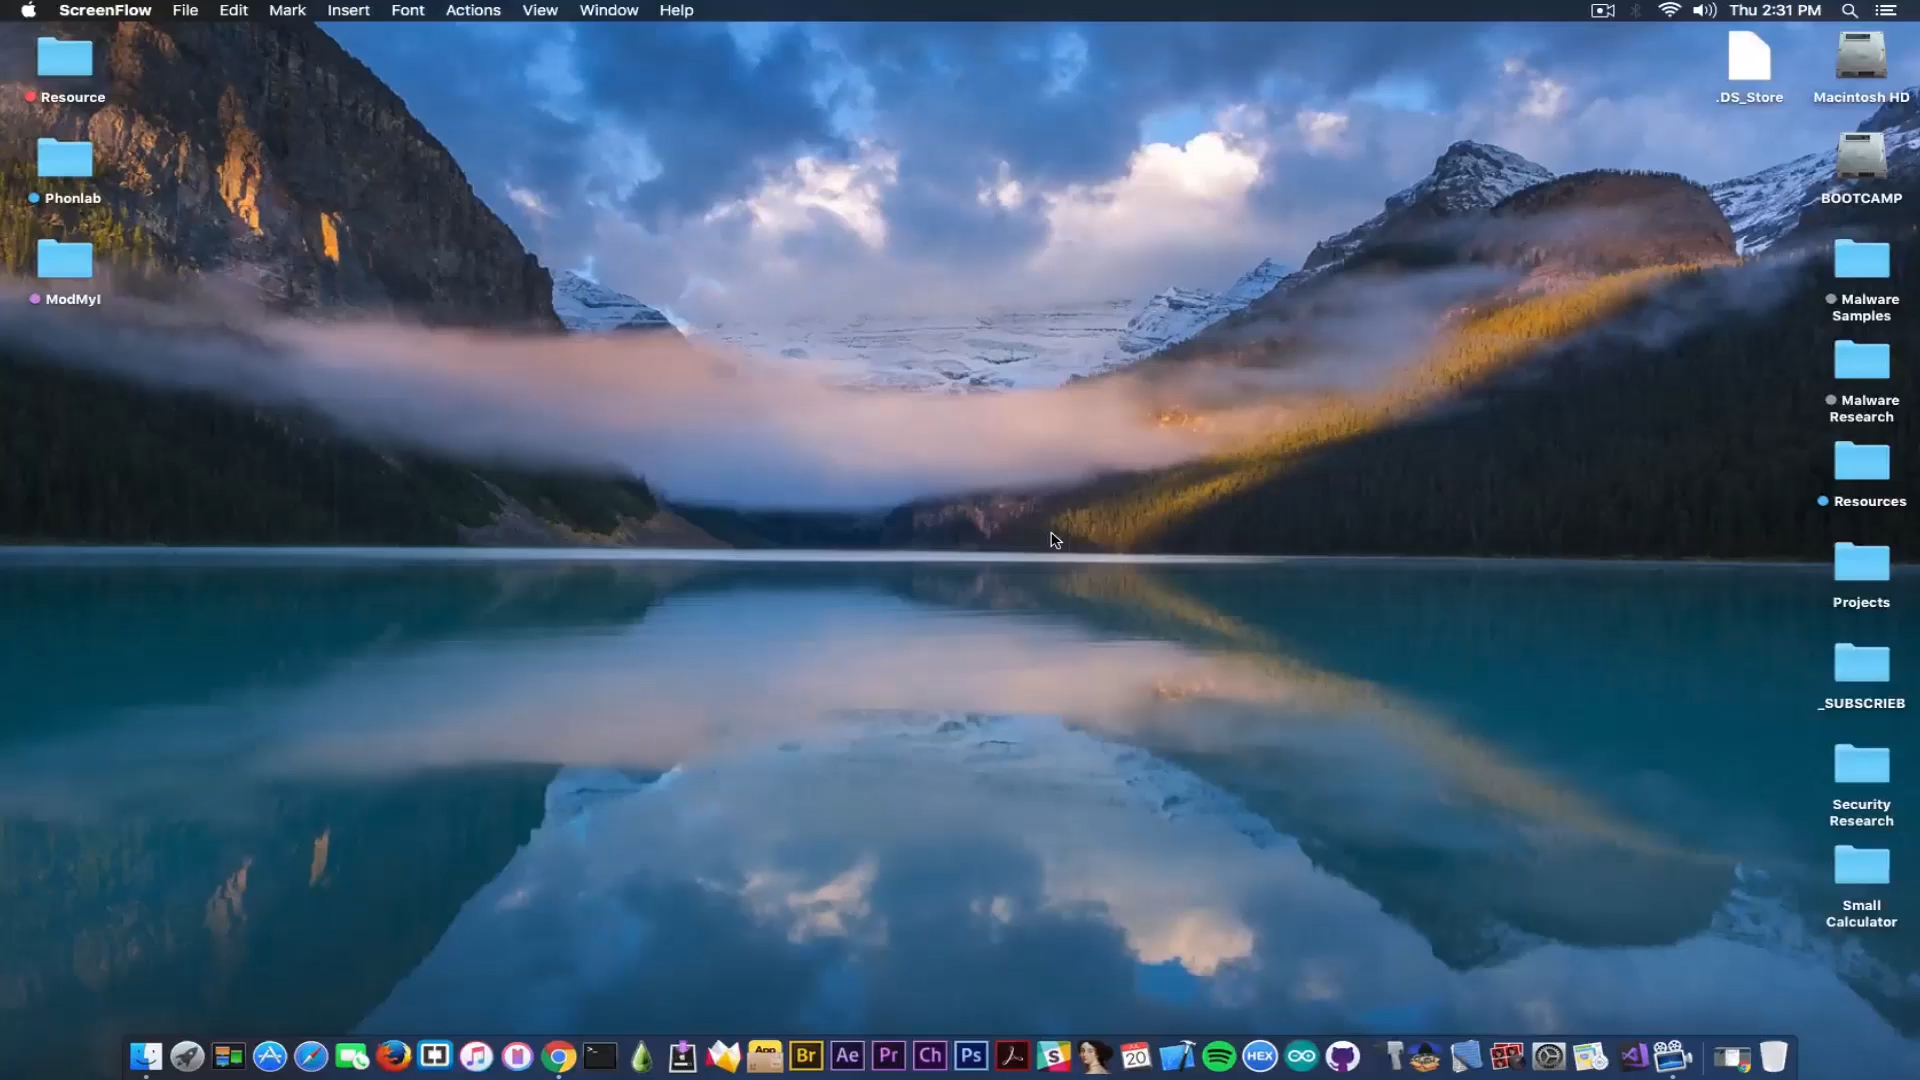 ScreenFlow File Edit Mark Insert Font Actions View Window Help
Thu 2:31 PM
Resource
Phonlab
ModMyI
.DS_Store
Macintosh HD
BOOTCAMP
Malware
Samples
Malware
Research
Resources
Projects
_SUBSCRIEB
Security
Research
Small
Calculator
App
Br
Ae
Pr
Ch
Ps
20
HEX